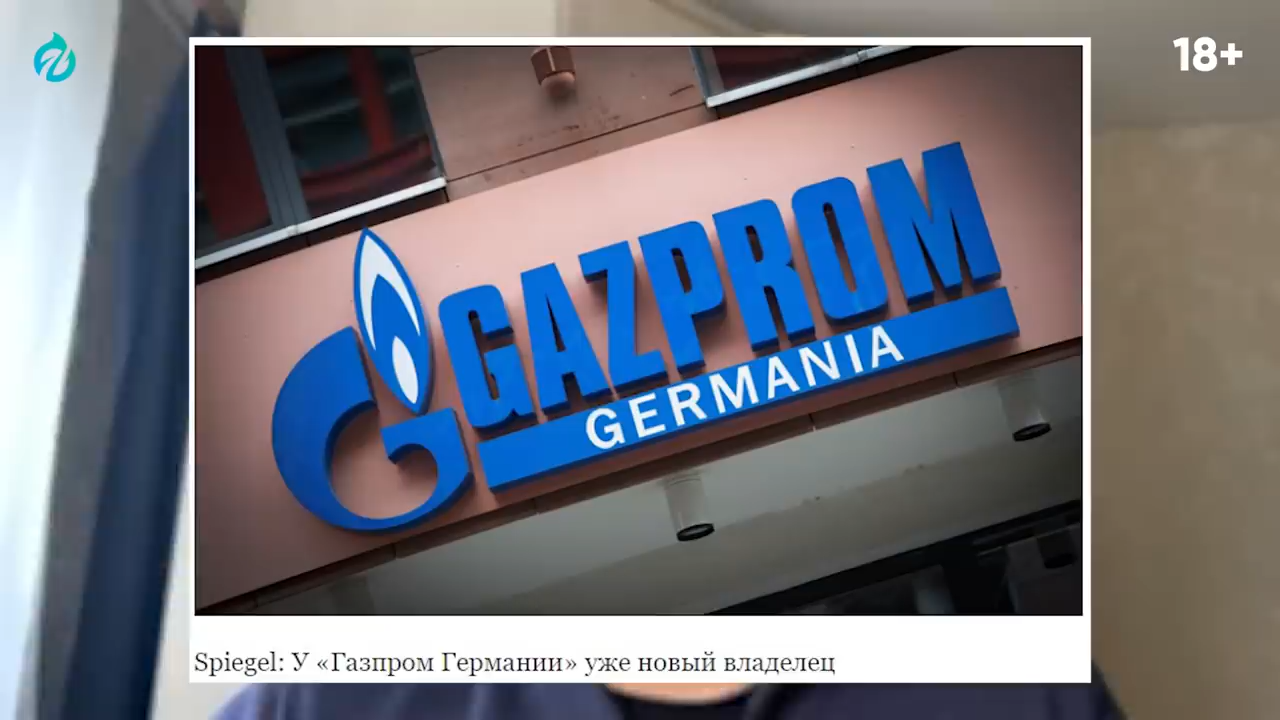 18+
GAZPROM
GERMANIA
Spiegel: У «Газпром Германии» уже новый владелец